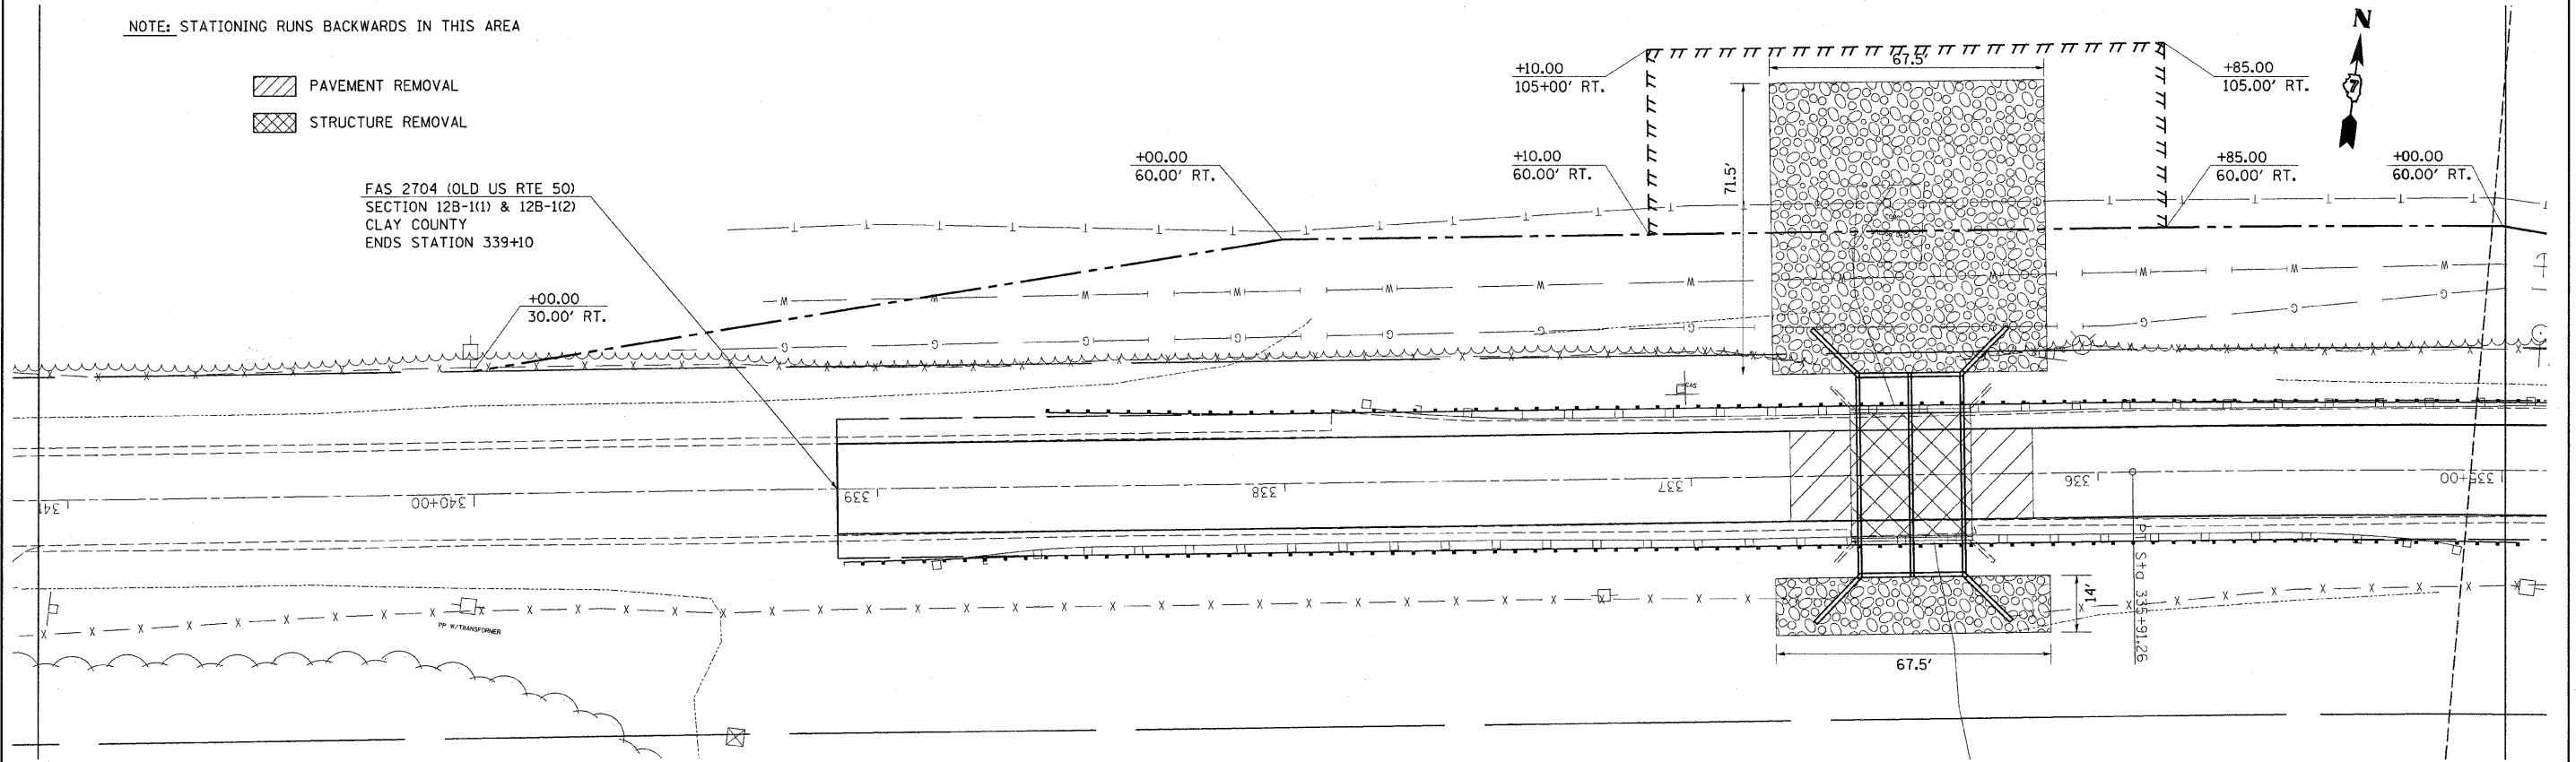 NOTE: STATIONING RUNS BACKWARDS IN THIS AREA
PAVEMENT REMOVAL
STRUCTURE REMOVAL
FAS 2704 (OLD US RTE 50)
SECTION 12B-1(1) & 12B-1(2)
CLAY COUNTY
ENDS STATION 339+10
+00.00
30.00' RT.
+00.00
60.00' RT.
+10.00
105+00' RT.
+10.00
60.00' RT.
67.5'
71.5'
+85.00
105.00' RT.
+85.00
60.00' RT.
+00.00
60.00' RT.
N
7
T T T T T T T T T T T T T T T T T
W W W W W W W W W W W
G G G G G G G G G
GAS
341
340+00
339
338
337
336
335+00
PI Sta 335+91.26
E
PP W/TRANSFORMER
14'
67.5'